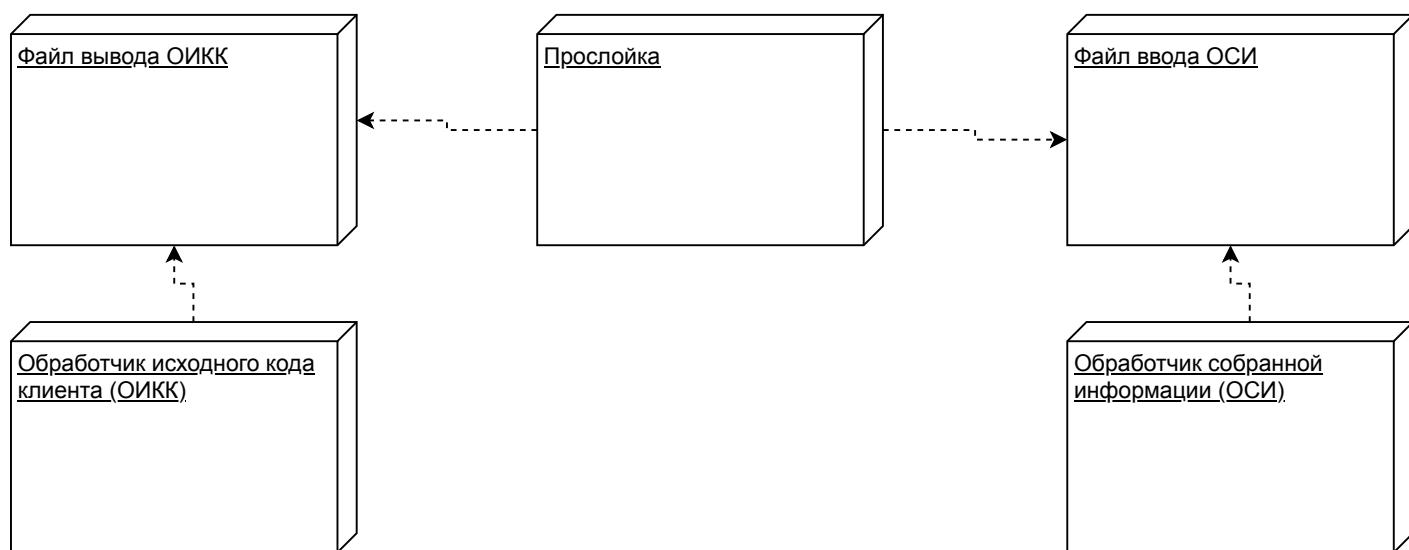 Файл вывода ОИКК
Прослойка
Файл ввода ОСИ
Обработчик исходного кода
клиента (ОИКК)
Обработчик собранной
информации (ОСИ)